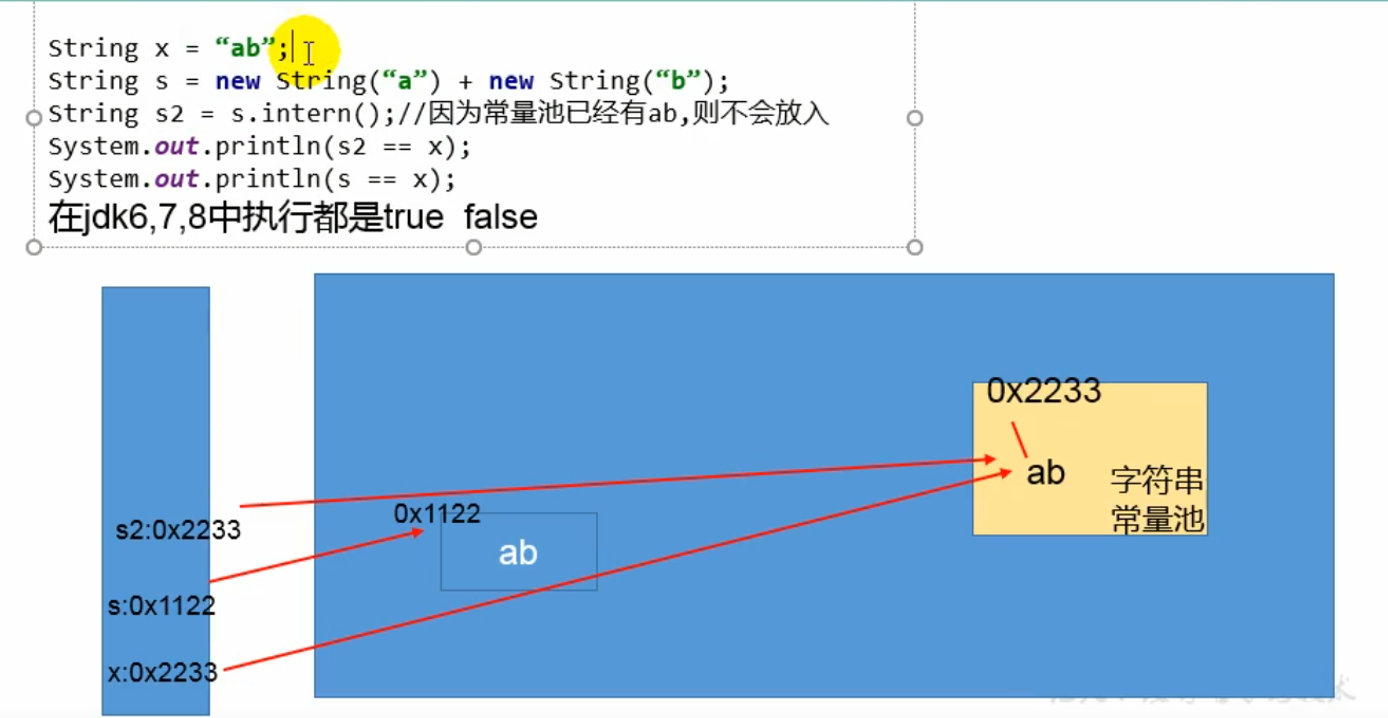 String x = “ab”;
String s = new String(“a”) + new String(“b”);
String s2 = s.intern();//因为常量池已经有ab,则不会放入
System.out.println(s2 == x);
System.out.println(s == x);
在jdk6,7,8中执行都是true  false
0x2233
ab
字符串
常量池
0x1122
ab
s2:0x2233
s:0x1122
x:0x2233